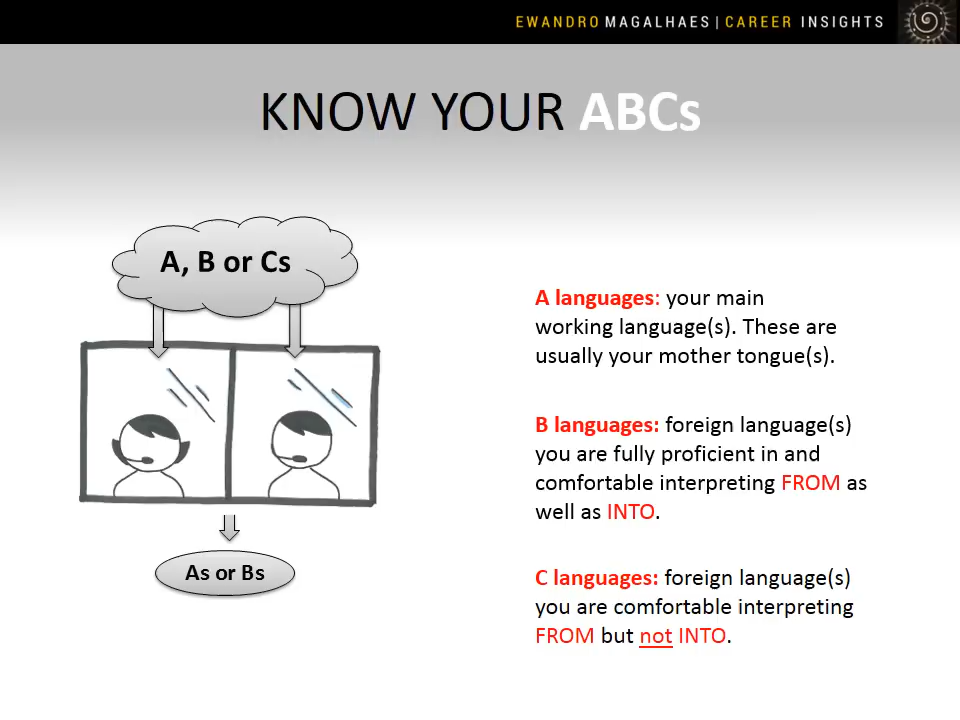 EWANDRO MAGALHAES | CAREER INSIGHTS
KNOW YOUR ABCs
A, B or Cs
As or Bs
A languages: your main
working language(s). These are
usually your mother tongue(s).
B languages: foreign language(s)
you are fully proficient in and
comfortable interpreting FROM as
well as INTO.
C languages: foreign language(s)
you are comfortable interpreting
FROM but not INTO.